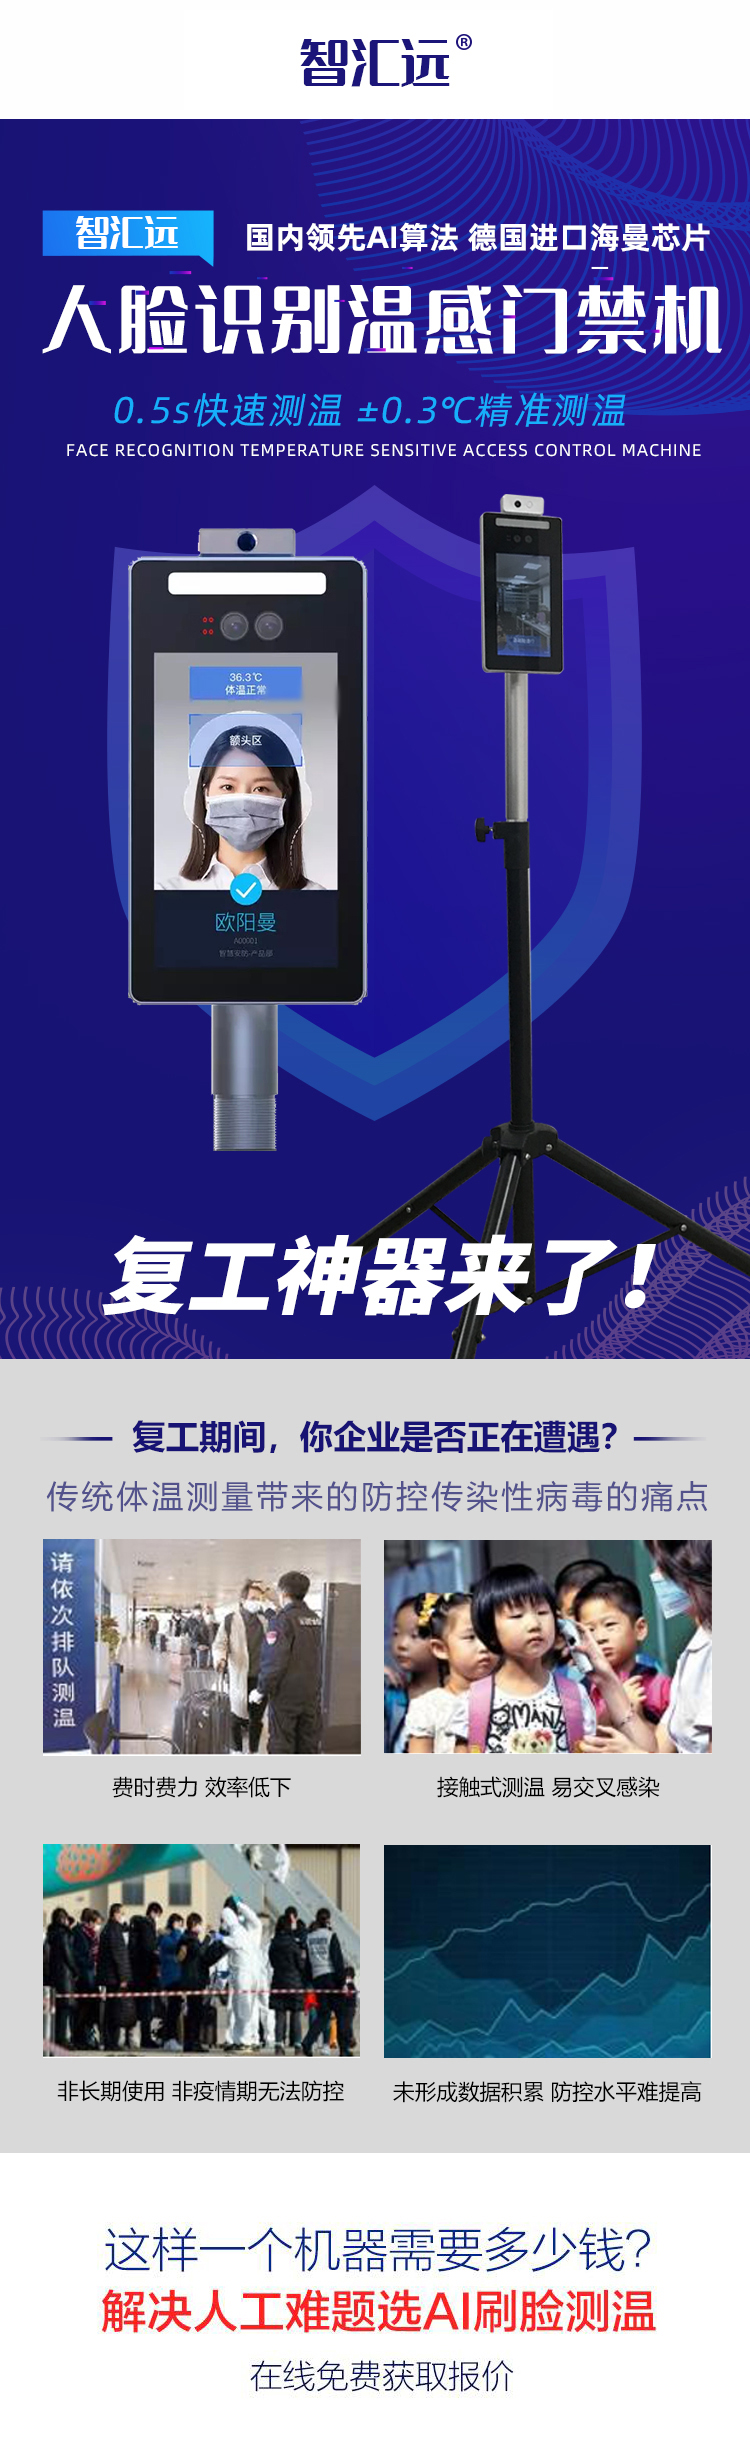 智汇远®
智汇远
国内领先AI算法 德国进口海曼芯片
人脸识别温感门禁机
0.5s快速测温 ±0.3℃精准测温
FACE RECOGNITION TEMPERATURE SENSITIVE ACCESS CONTROL MACHINE
36.3℃
体温正常
额头区
欧阳曼
A00001
智慧安防-产品部
复工神器来了!
复工期间，你企业是否正在遭遇?
传统体温测量带来的防控传染性病毒的痛点
请依次排队测温
MANA
费时费力 效率低下
接触式测温 易交叉感染
非长期使用 非疫情期无法防控
未形成数据积累 防控水平难提高
这样一个机器需要多少钱?
解决人工难题选AI刷脸测温
在线免费获取报价